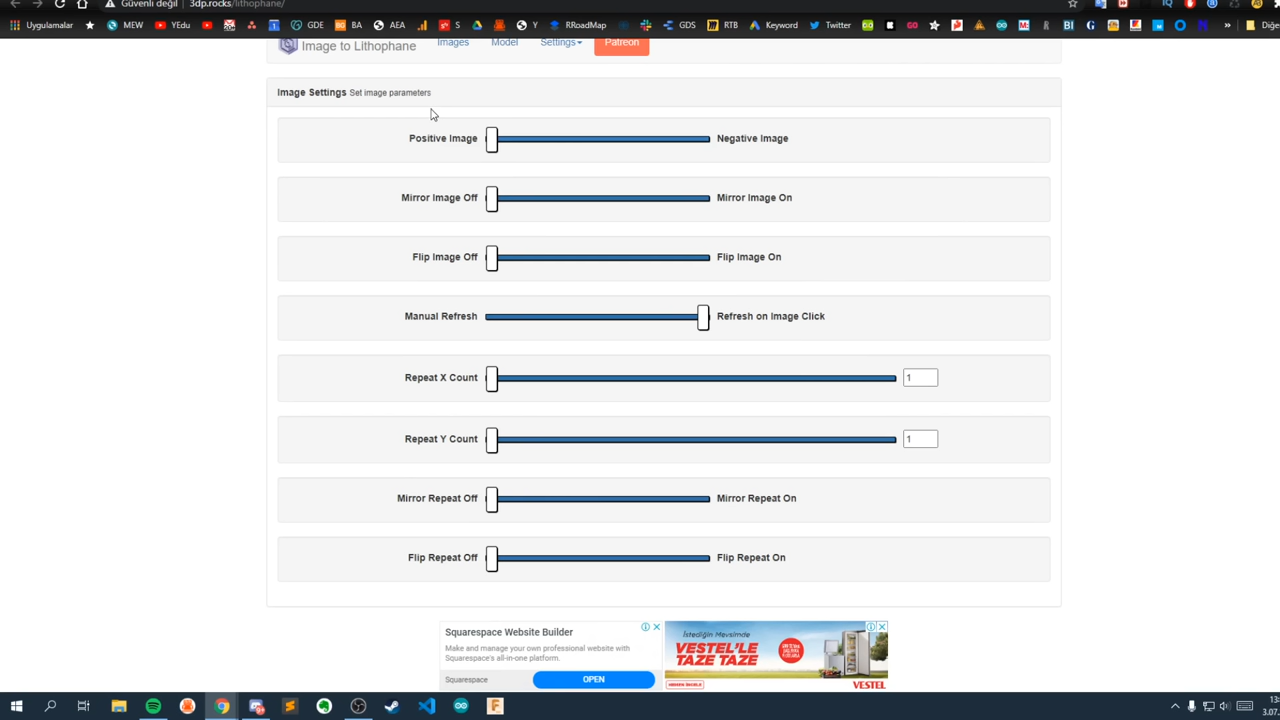 Güvenli değil
3dp.rocks/lithophane/
Uygulamalar
MEW
YEdu
GDE
BA
AEA
S
Y
RRoadMap
GDS
RTB
Keyword
Twitter
Image to Lithophane
Images
Model
Settings
Patreon
Image Settings Set image parameters
Positive Image
Negative Image
Mirror Image Off
Mirror Image On
Flip Image Off
Flip Image On
Manual Refresh
Refresh on Image Click
Repeat X Count
1
Repeat Y Count
1
Mirror Repeat Off
Mirror Repeat On
Flip Repeat Off
Flip Repeat On
Squarespace Website Builder
Make and manage your own professional website with
Squarespace's all-in-one platform.
Squarespace
OPEN
İstediğin Mevsimde
VESTEL'LE
TAZE TAZE
VESTEL